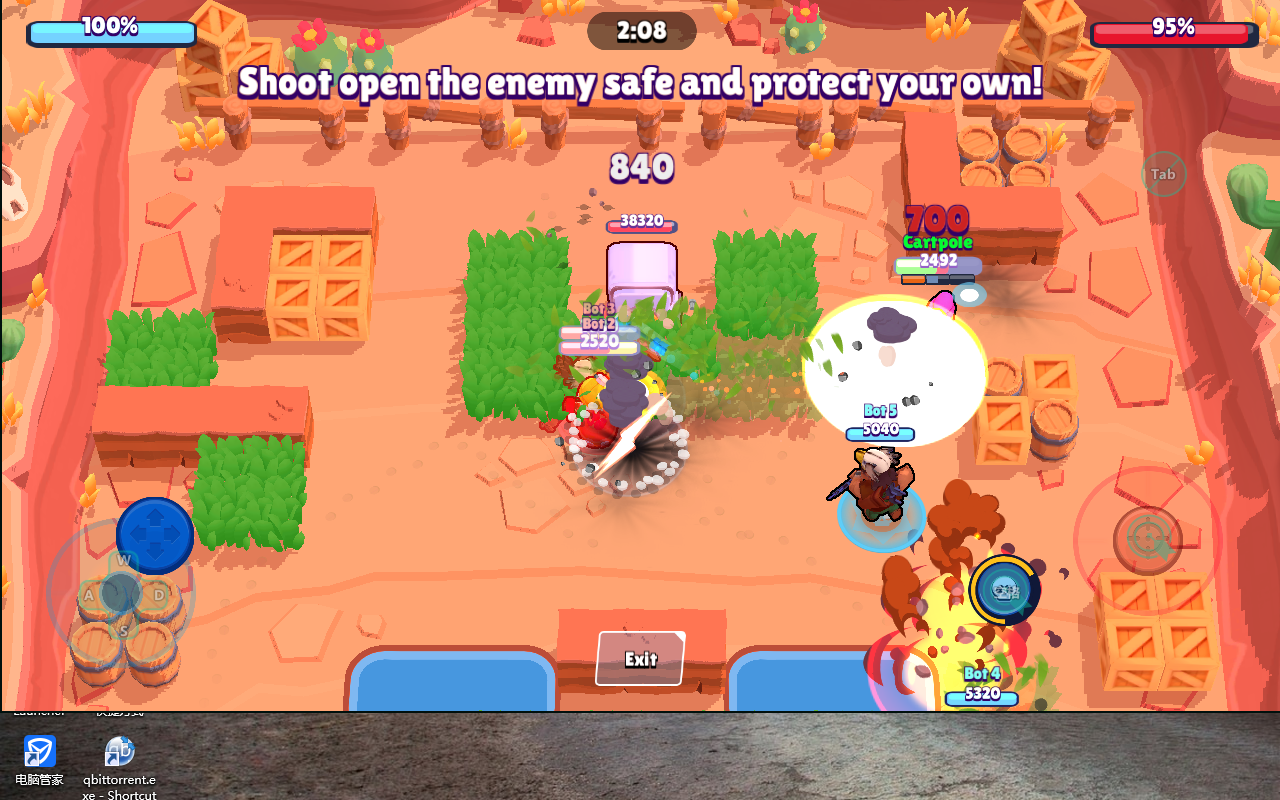 100%
2:08
95%
Shoot open the enemy safe and protect your own!
840
Tab
38320
700
Cartpole
2492
Bot 3
Bot 2
2520
Bot 5
5040
W
A
D
S
Exit
Bot 4
5320
电脑管家
qbittorrent.e
xe - Shortcut